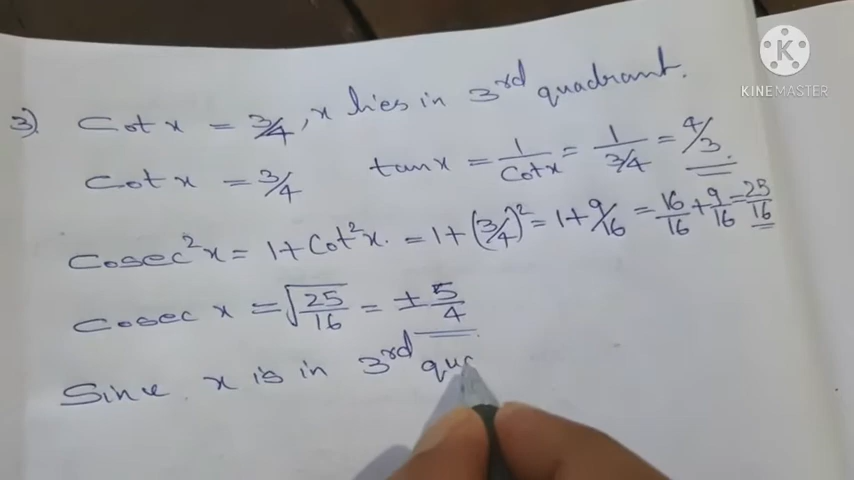 KINEMASTER
3) Cot x = 3/4, x lies in 3rd quadrant.
Cot x = 3/4 tan x = 1/Cot x = 1/3/4 = 4/3.
Cosec²x = 1 + Cot²x. = 1 + (3/4)² = 1 + 9/16 = 16/16 + 9/16 = 25/16
Cosec x = √25/16 = ± 5/4
Since x is in 3rd qua